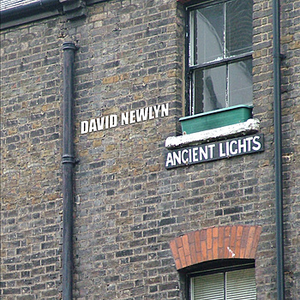 DAVID NEWLYN
ANCIENT LIGHTS